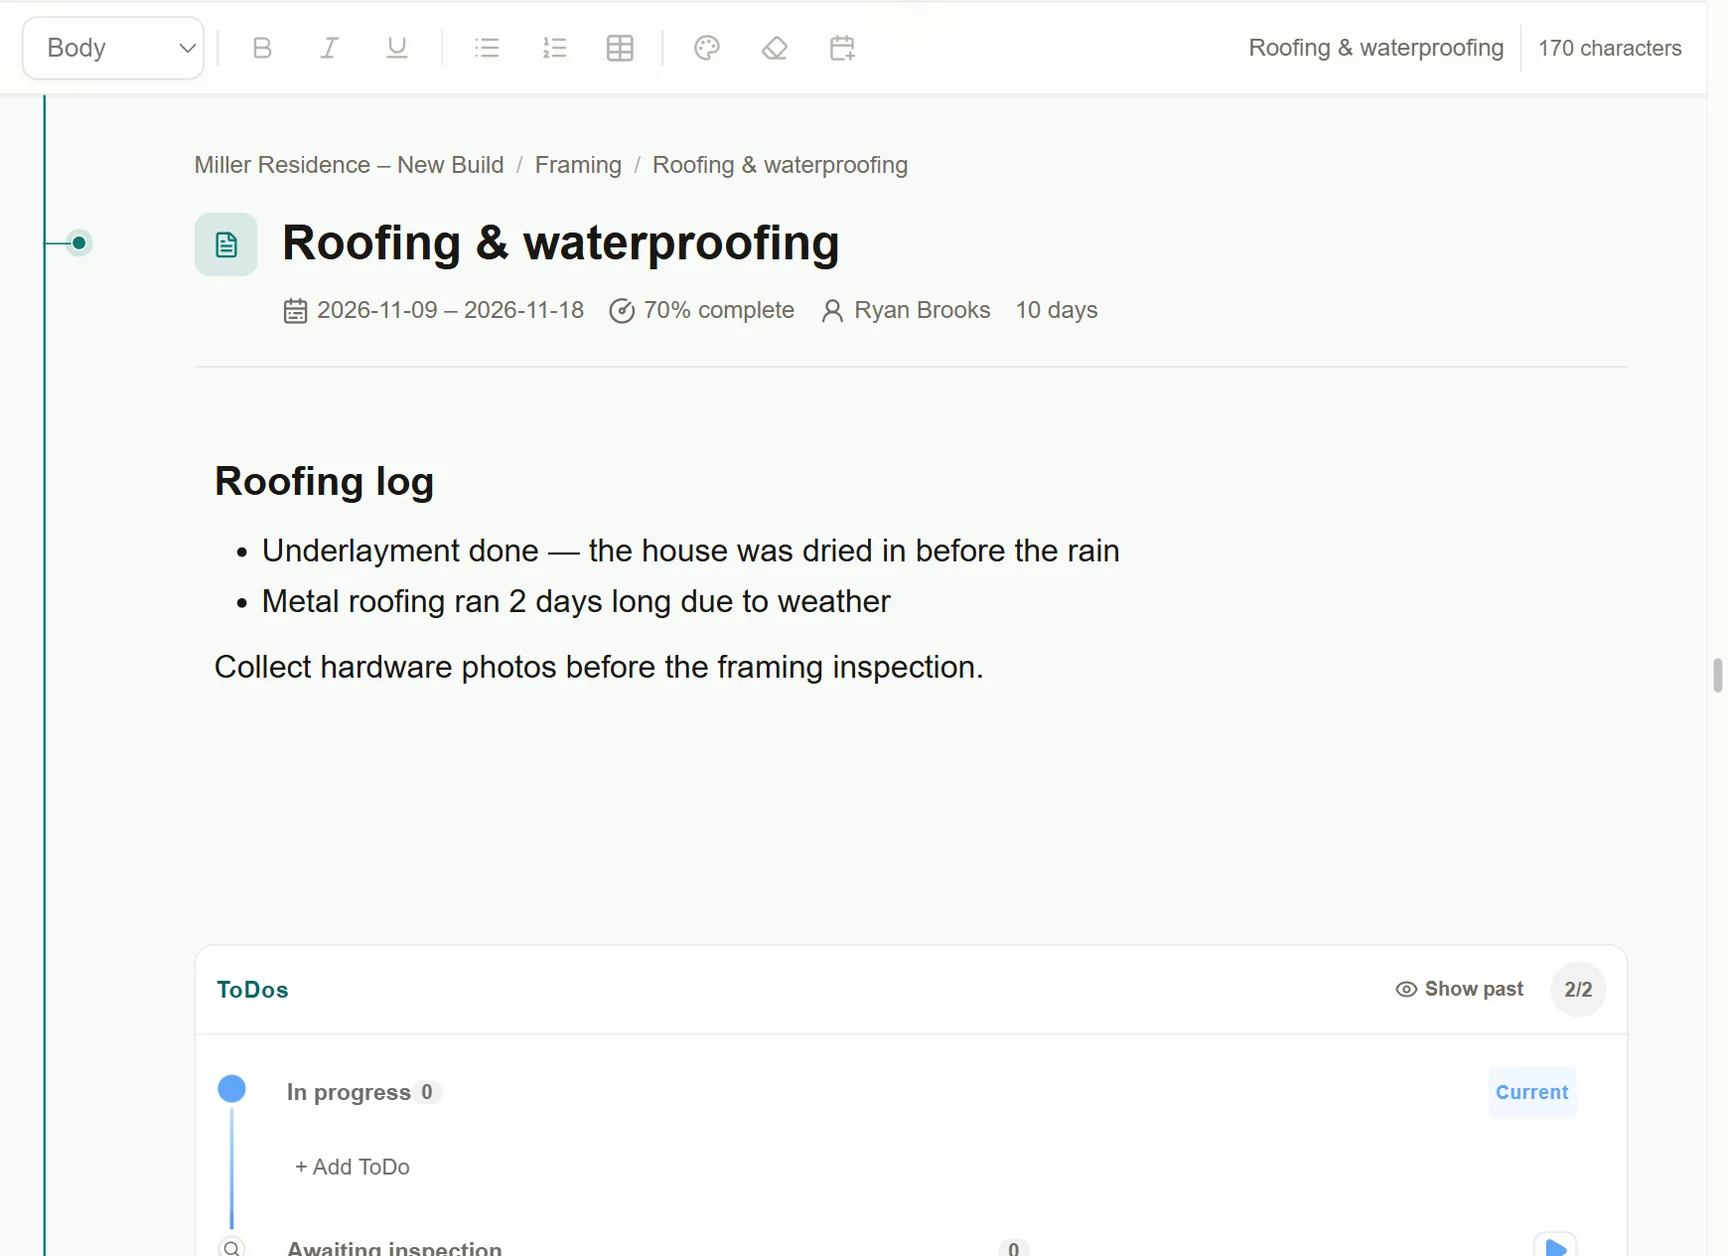 Body
Roofing & waterproofing
170 characters
Miller Residence – New Build / Framing / Roofing & waterproofing
Roofing & waterproofing
2026-11-09 – 2026-11-18 70% complete Ryan Brooks 10 days
Roofing log
• Underlayment done — the house was dried in before the rain
• Metal roofing ran 2 days long due to weather
Collect hardware photos before the framing inspection.
ToDos
Show past 2/2
In progress 0 Current
+ Add ToDo
Awaiting inspection 0